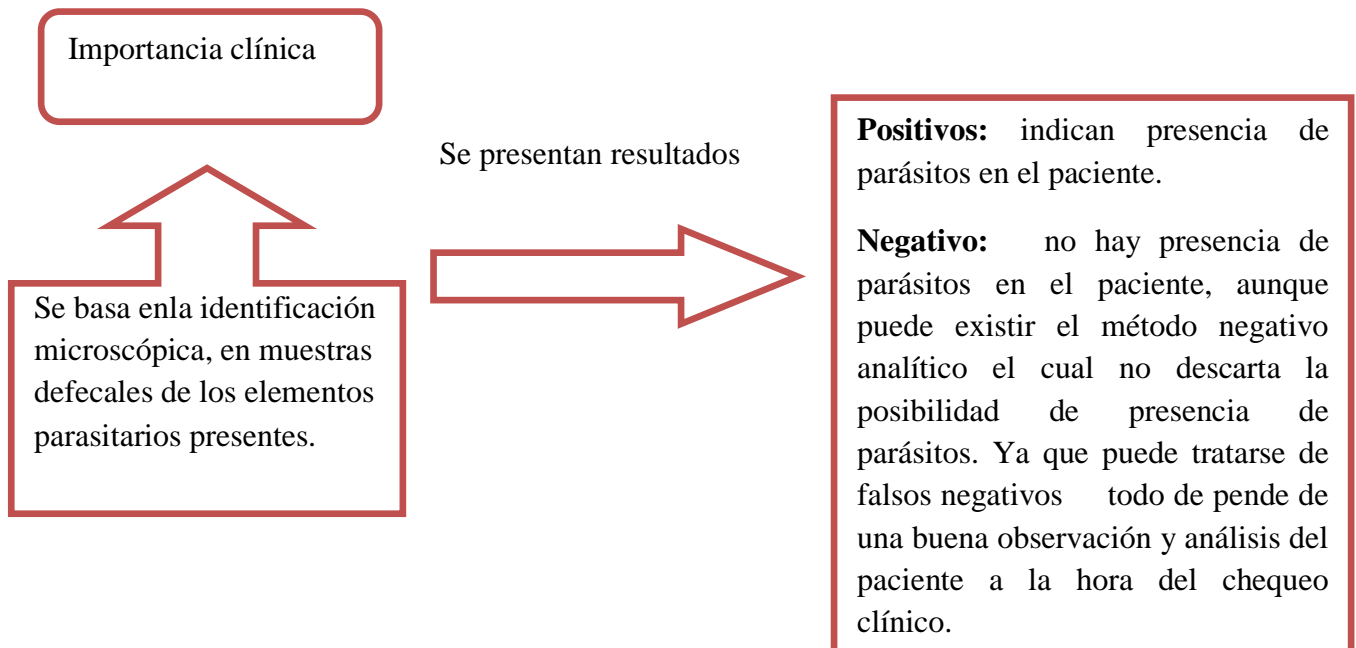 Importancia clínica
Se presentan resultados
Se basa enla identificación
microscópica, en muestras
defecales de los elementos
parasitarios presentes.
Positivos: indican presencia de
parásitos en el paciente.
Negativo: no hay presencia de
parásitos en el paciente, aunque
puede existir el método negativo
analítico el cual no descarta la
posibilidad de presencia de
parásitos. Ya que puede tratarse de
falsos negativos todo de pende de
una buena observación y análisis del
paciente a la hora del chequeo
clínico.